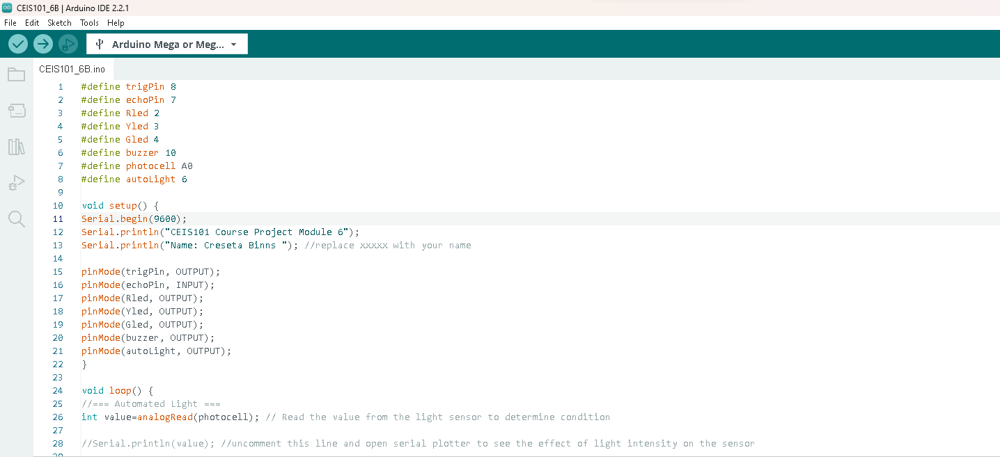 CEIS101_6B | Arduino IDE 2.2.1
File Edit Sketch Tools Help
Arduino Mega or Meg...
CEIS101_6B.ino
1 #define trigPin 8
2 #define echoPin 7
3 #define Rled 2
4 #define Yled 3
5 #define Gled 4
6 #define buzzer 10
7 #define photocell A0
8 #define autoLight 6
9
10 void setup() {
11 Serial.begin(9600);
12 Serial.println("CEIS101 Course Project Module 6");
13 Serial.println("Name: Creseta Binns "); //replace xxxxx with your name
14
15 pinMode(trigPin, OUTPUT);
16 pinMode(echoPin, INPUT);
17 pinMode(Rled, OUTPUT);
18 pinMode(Yled, OUTPUT);
19 pinMode(Gled, OUTPUT);
20 pinMode(buzzer, OUTPUT);
21 pinMode(autoLight, OUTPUT);
22 }
23
24 void loop() {
25 //=== Automated Light ===
26 int value=analogRead(photocell); // Read the value from the light sensor to determine condition
27
28 //Serial.println(value); //uncomment this line and open serial plotter to see the effect of light intensity on the sensor